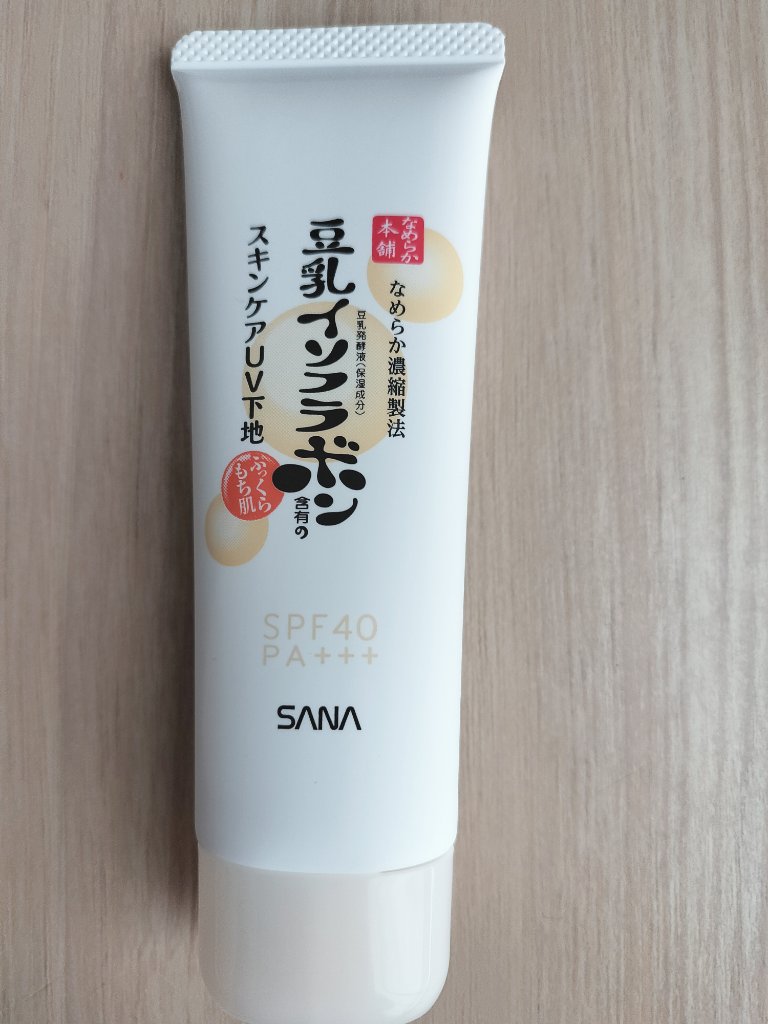 なめらか
本舗
なめらか濃縮製法
豆乳発酵液(保湿成分)
豆乳イソフラボン
含有の
スキンケアUV下地
ぷっくら
もち肌
SPF40
PA+++
SANA